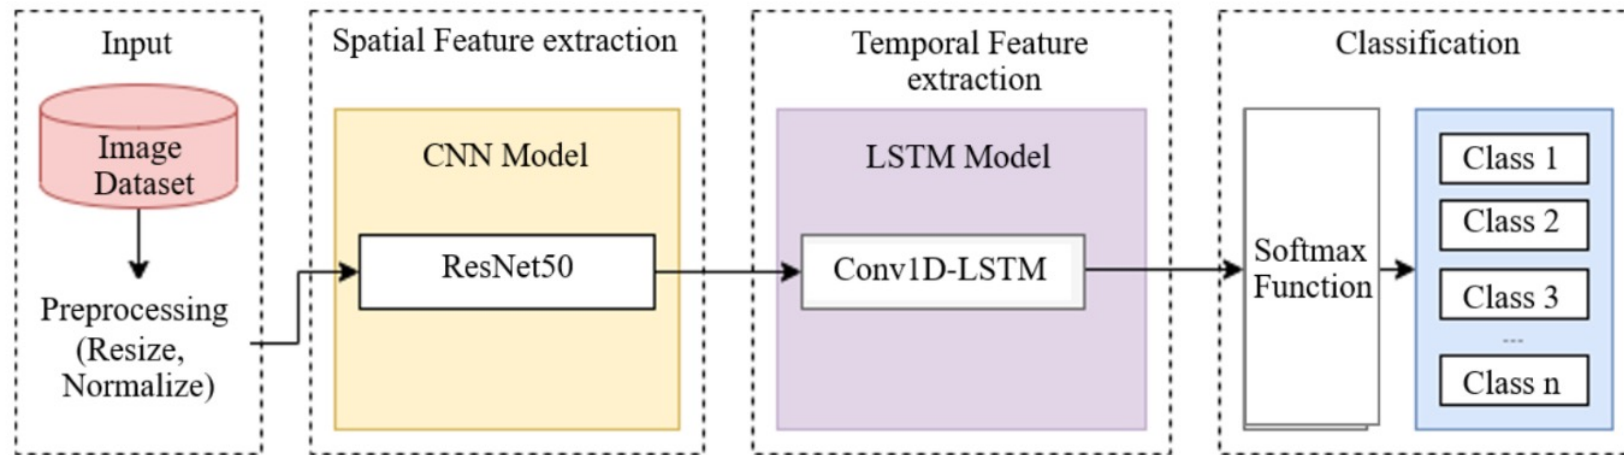 Input
Image
Dataset
Preprocessing
(Resize,
Normalize)
Spatial Feature extraction
CNN Model
ResNet50
Temporal Feature
extraction
LSTM Model
Conv1D-LSTM
Classification
Softmax
Function
Class 1
Class 2
Class 3
---
Class n